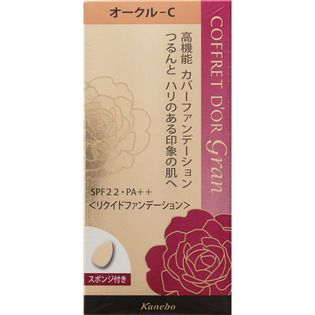 オークル-C
COFFRET D'OR Gran
高機能 カバーファンデーション
つるんと ハリのある印象の肌へ
SPF22・PA++
<リクイドファンデーション>
スポンジ付き
Kanebo